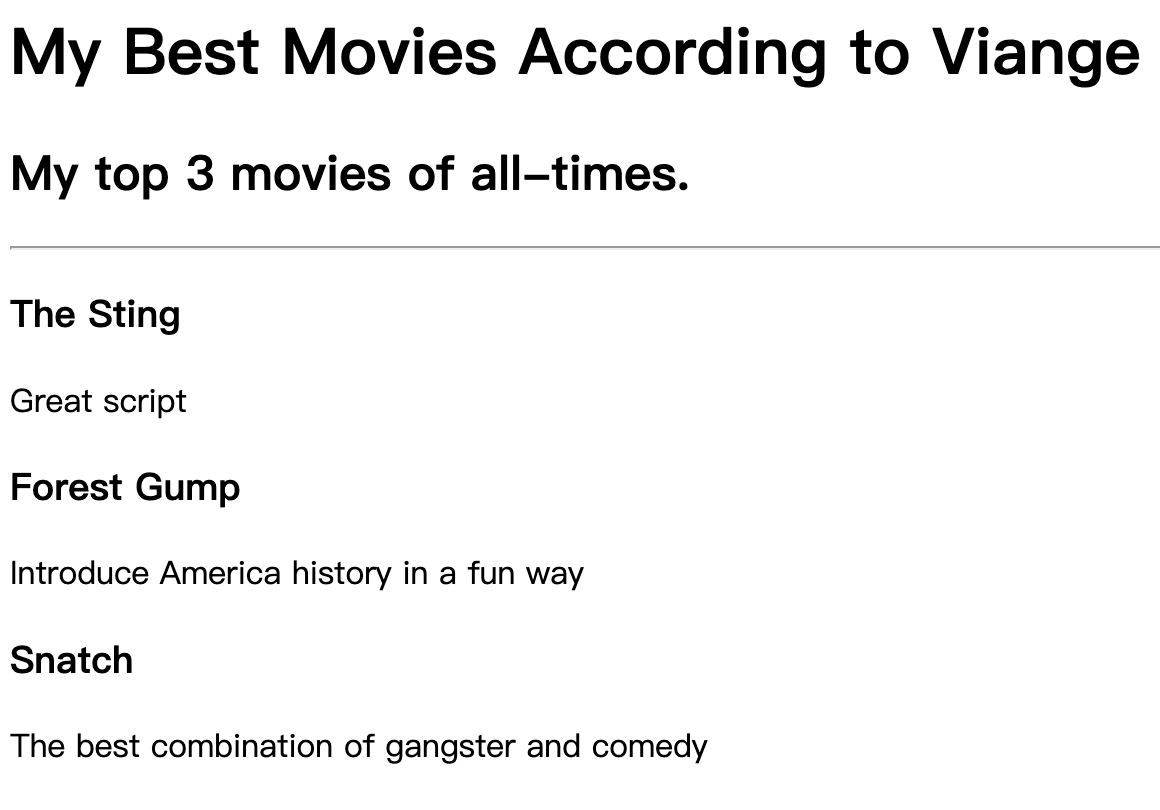 My Best Movies According to Viange
My top 3 movies of all-times.
The Sting
Great script
Forest Gump
Introduce America history in a fun way
Snatch
The best combination of gangster and comedy